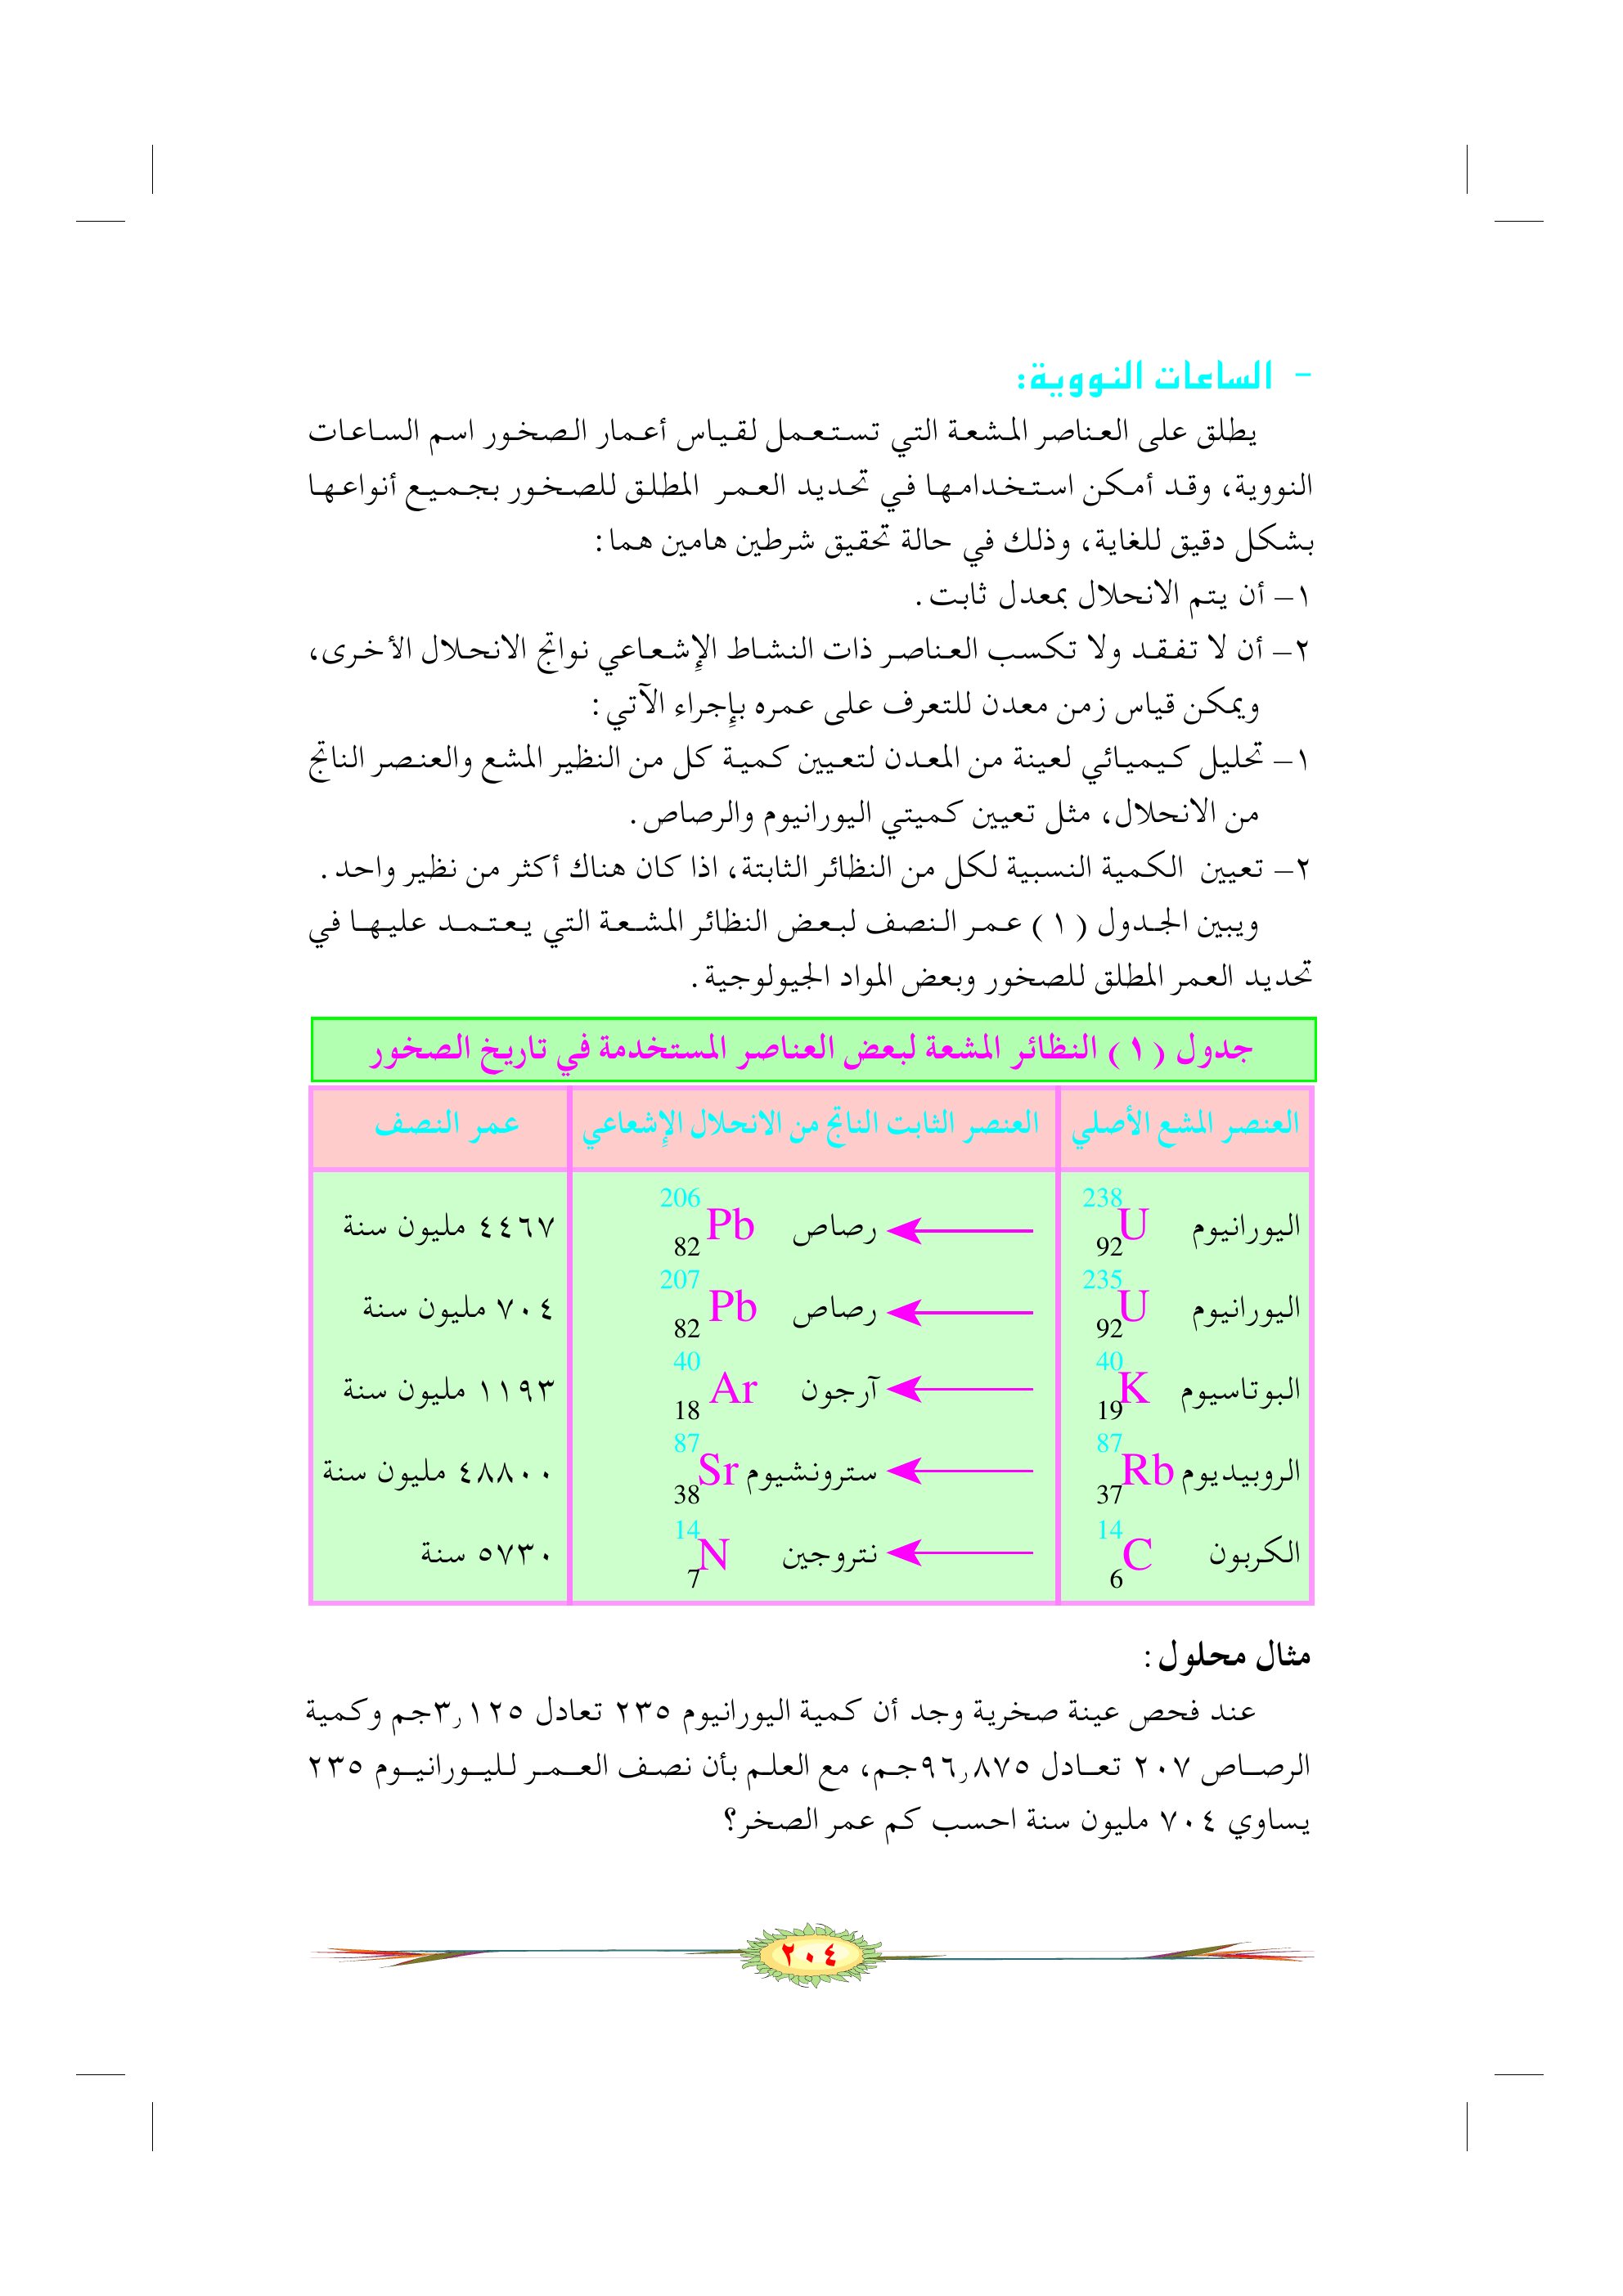 - الساعات النووية:
يطلق على العناصر المشعة التي تستعمل لقياس أعمار الصخور اسم الساعات
النووية، وقد أمكن استخدامها في تحديد العمر المطلق للصخور بجميع أنواعها
بشكل دقيق للغاية، وذلك في حالة تحقيق شرطين هامين هما:
١– أن يتم الانحلال بمعدل ثابت.
٢– أن لا تفقد ولا تكسب العناصر ذات النشاط الإشعاعي نواتج الانحلال الأخرى،
ويمكن قياس زمن معدن للتعرف على عمره بإجراء الآتي:
١– تحليل كيميائي لعينة من المعدن لتعيين كمية كل من النظير المشع والعنصر الناتج
من الانحلال، مثل تعيين كميتي اليورانيوم والرصاص.
٢– تعيين الكمية النسبية لكل من النظائر الثابتة، اذا كان هناك أكثر من نظير واحد.
ويبين الجدول (١) عمر النصف لبعض النظائر المشعة التي يعتمد عليها في
تحديد العمر المطلق للصخور وبعض المواد الجيولوجية.
جدول (١) النظائر المشعة لبعض العناصر المستخدمة في تاريخ الصخور
العنصر المشع الأصلي العنصر الثابت الناتج من الانحلال الإشعاعي عمر النصف
اليورانيوم 238 92 U رصاص 206 82 Pb ٤٤٦٧ مليون سنة
اليورانيوم 235 92 U رصاص 207 82 Pb ٧٠٤ مليون سنة
البوتاسيوم 40 19 K آرجون 40 18 Ar ١١٩٣ مليون سنة
الروبيديوم 87 37 Rb سترونشيوم 87 38 Sr ٤٨٨٠٠ مليون سنة
الكربون 14 6 C نتروجين 14 7 N ٥٧٣٠ سنة
مثال محلول:
عند فحص عينة صخرية وجد أن كمية اليورانيوم ٢٣٥ تعادل ٣٫١٢٥جم وكمية
الرصاص ٢٠٧ تعادل ٩٦٫٨٧٥جم، مع العلم بأن نصف العمر لليورانيوم ٢٣٥
يساوي ٧٠٤ مليون سنة احسب كم عمر الصخر؟
٢٠٤